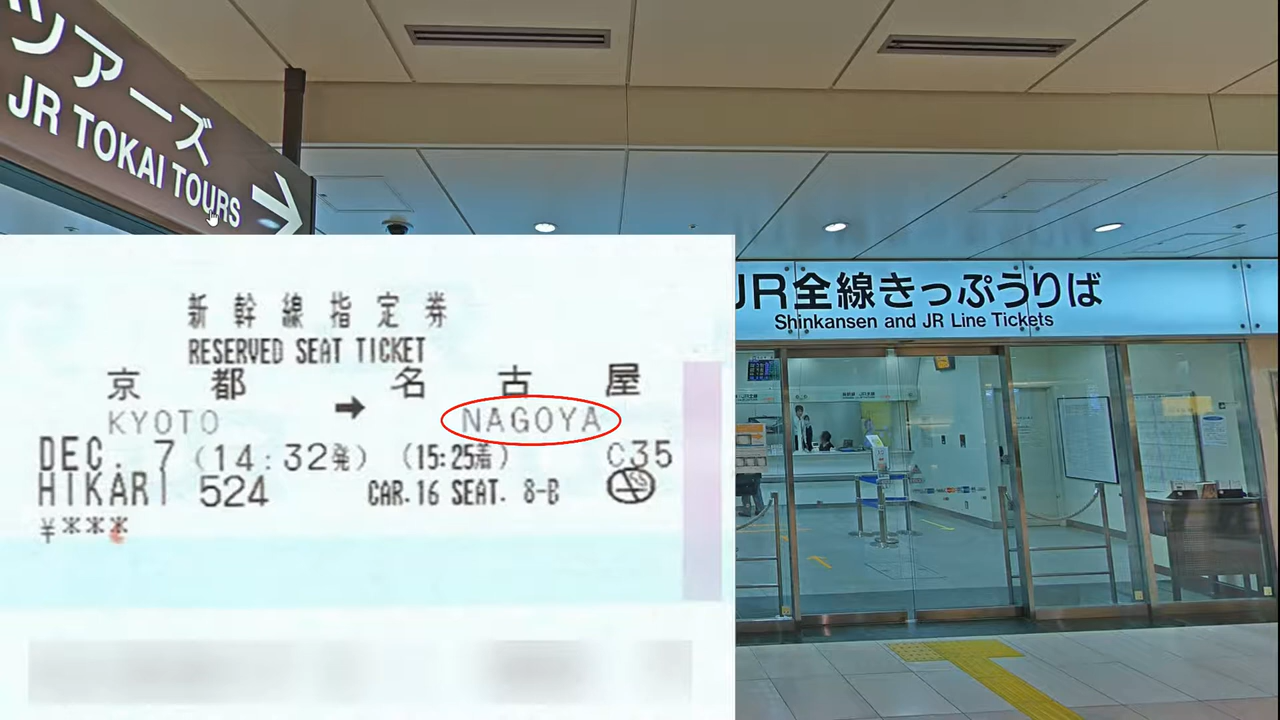 ツアーズ
JR TOKAI TOURS
JR全線きっぷうりば
Shinkansen and JR Line Tickets
新幹線指定券
RESERVED SEAT TICKET
京都 → 名古屋
KYOTO NAGOYA
DEC. 7 (14:32発) (15:25着) C35
HIKARI 524 CAR.16 SEAT. 8-B
¥***